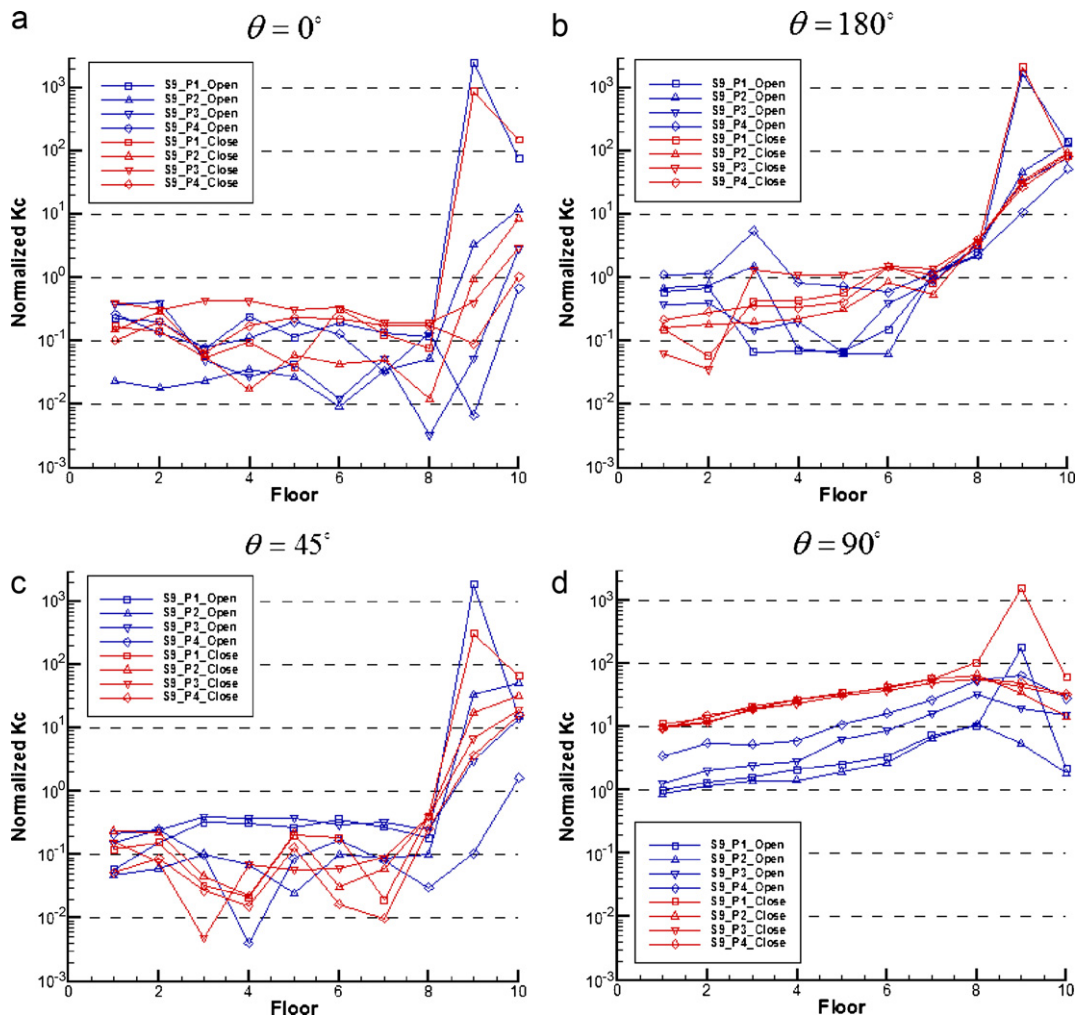 a
θ = 0°
Normalized Kc
10³
10²
10¹
10⁰
10⁻¹
10⁻²
10⁻³
S9_P1_Open
S9_P2_Open
S9_P3_Open
S9_P4_Open
S9_P1_Close
S9_P2_Close
S9_P3_Close
S9_P4_Close
0 2 4 6 8 10
Floor
b
θ = 180°
Normalized Kc
10³
10²
10¹
10⁰
10⁻¹
10⁻²
10⁻³
S9_P1_Open
S9_P2_Open
S9_P3_Open
S9_P4_Open
S9_P1_Close
S9_P2_Close
S9_P3_Close
S9_P4_Close
0 2 4 6 8 10
Floor
c
θ = 45°
Normalized Kc
10³
10²
10¹
10⁰
10⁻¹
10⁻²
10⁻³
S9_P1_Open
S9_P2_Open
S9_P3_Open
S9_P4_Open
S9_P1_Close
S9_P2_Close
S9_P3_Close
S9_P4_Close
0 2 4 6 8 10
Floor
d
θ = 90°
Normalized Kc
10³
10²
10¹
10⁰
10⁻¹
10⁻²
10⁻³
S9_P1_Open
S9_P2_Open
S9_P3_Open
S9_P4_Open
S9_P1_Close
S9_P2_Close
S9_P3_Close
S9_P4_Close
0 2 4 6 8 10
Floor